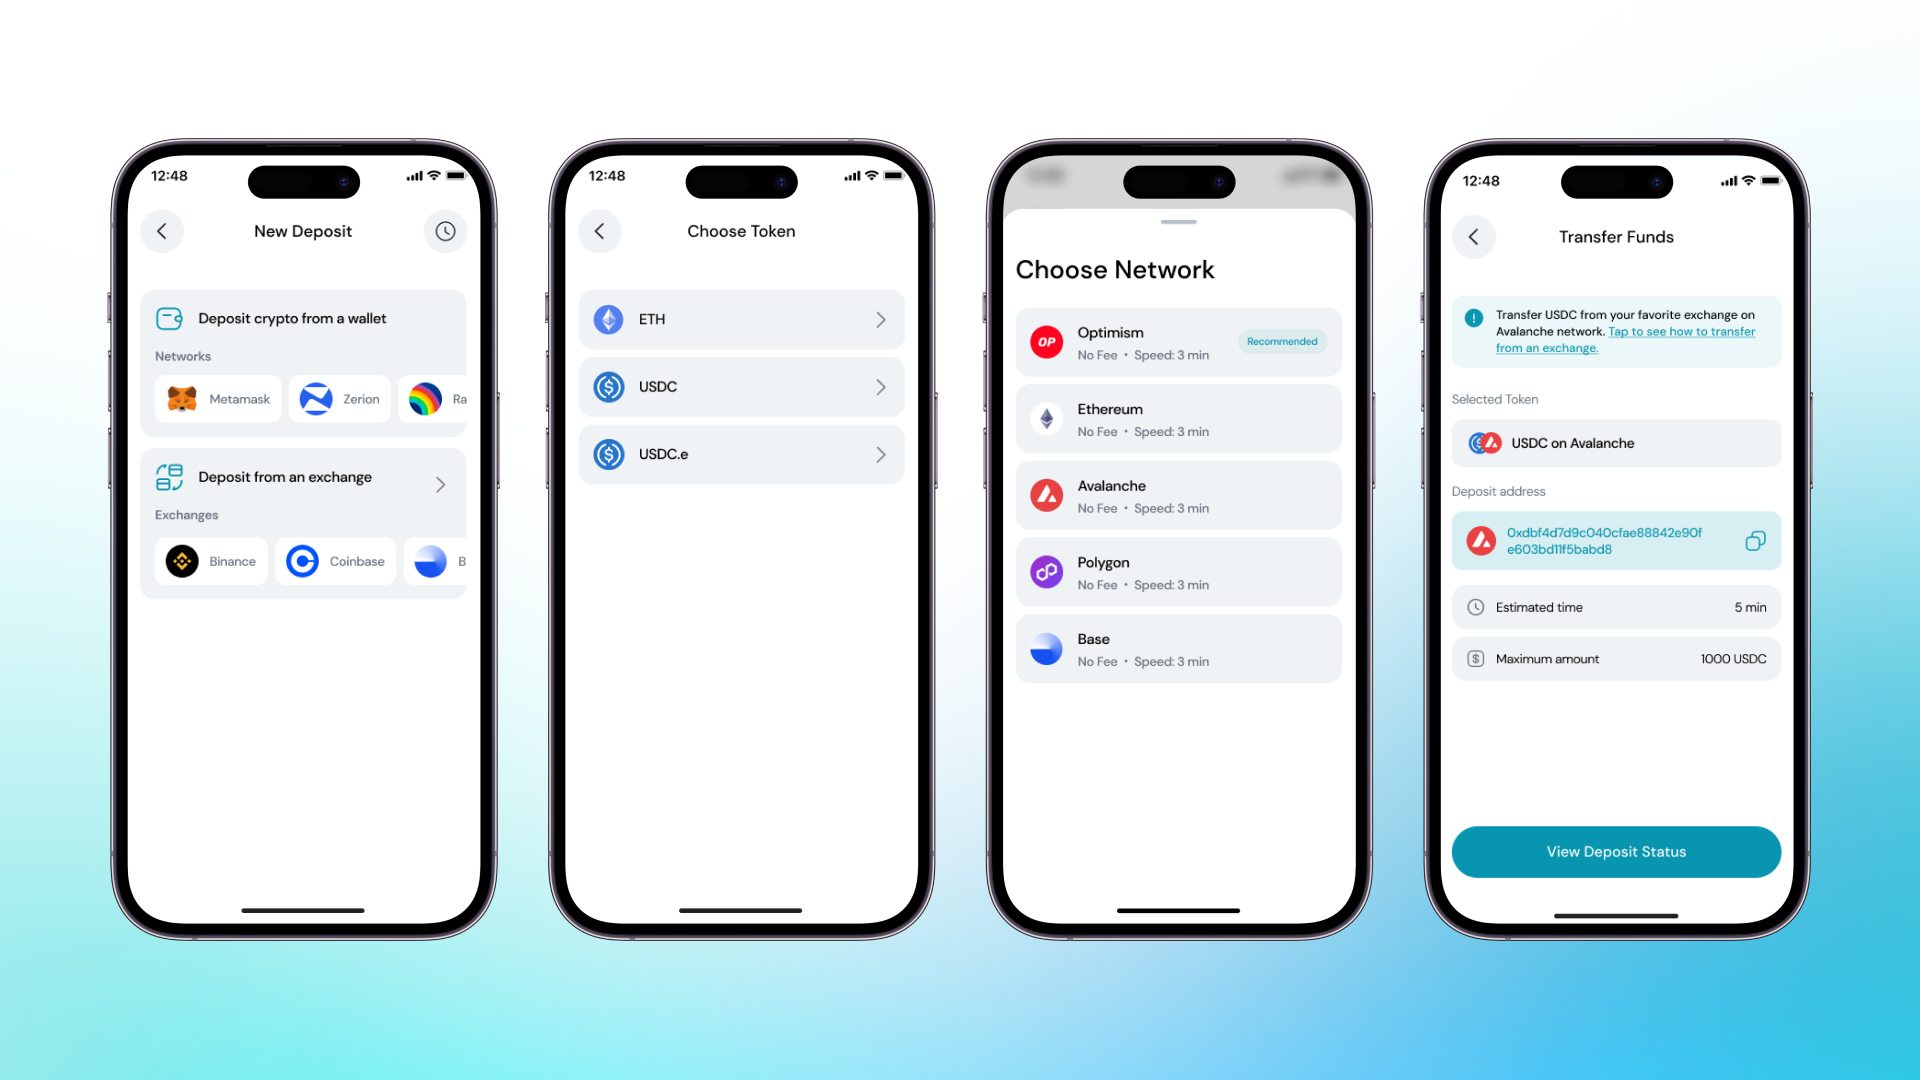 12:48
New Deposit
Deposit crypto from a wallet
Networks
Metamask
Zerion
Ra
Deposit from an exchange
Exchanges
Binance
Coinbase
B
12:48
Choose Token
ETH
USDC
USDC.e
Choose Network
OP
Optimism
No Fee • Speed: 3 min
Recommended
Ethereum
No Fee • Speed: 3 min
Avalanche
No Fee • Speed: 3 min
Polygon
No Fee • Speed: 3 min
Base
No Fee • Speed: 3 min
12:48
Transfer Funds
Transfer USDC from your favorite exchange on
Avalanche network. Tap to see how to transfer
from an exchange.
Selected Token
USDC on Avalanche
Deposit address
0xdbf4d7d9c040cfae88842e90f
e603bd11f5babd8
Estimated time
5 min
Maximum amount
1000 USDC
View Deposit Status